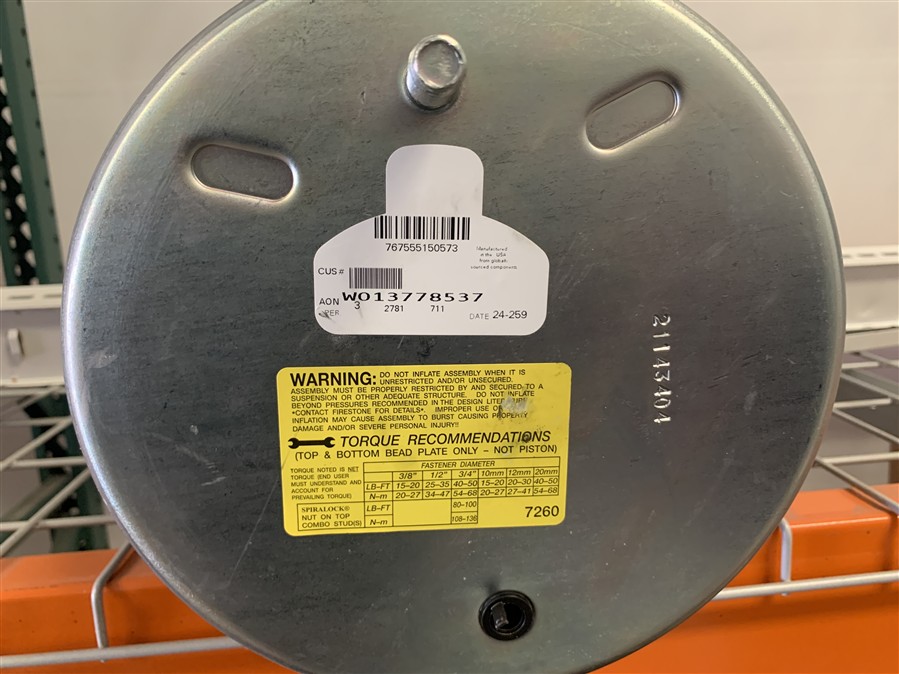 767555150573
Manufactured
in the USA
from globally
sourced components
CUS #
AON W013778537
PER 3 2781 711 DATE 24-259
21143404
WARNING: DO NOT INFLATE ASSEMBLY WHEN IT IS
UNRESTRICTED AND/OR UNSECURED.
ASSEMBLY MUST BE PROPERLY RESTRICTED BY AND SECURED TO A
SUSPENSION OR OTHER ADEQUATE STRUCTURE. DO NOT INFLATE
BEYOND PRESSURES RECOMMENDED IN THE DESIGN
*CONTACT FIRESTONE FOR DETAILS*. IMPROPER USE OR
INFLATION MAY CAUSE ASSEMBLY TO BURST CAUSING PROPERTY
DAMAGE AND/OR SEVERE PERSONAL INJURY!!
TORQUE RECOMMENDATIONS
(TOP & BOTTOM BEAD PLATE ONLY - NOT PISTON)
TORQUE NOTED IS NET
TORQUE (END USER
MUST UNDERSTAND AND
ACCOUNT FOR
PREVAILING TORQUE)
FASTENER DIAMETER
3/8" 1/2" 3/4" 10mm 12mm 20mm
LB-FT 15-20 25-35 40-50 15-20 20-30 40-50
N-m 20-27 34-47 54-68 20-27 27-41 54-68
SPIRALOCK®
NUT ON TOP
COMBO STUD(S)
LB-FT 80-100
N-m 108-136
7260